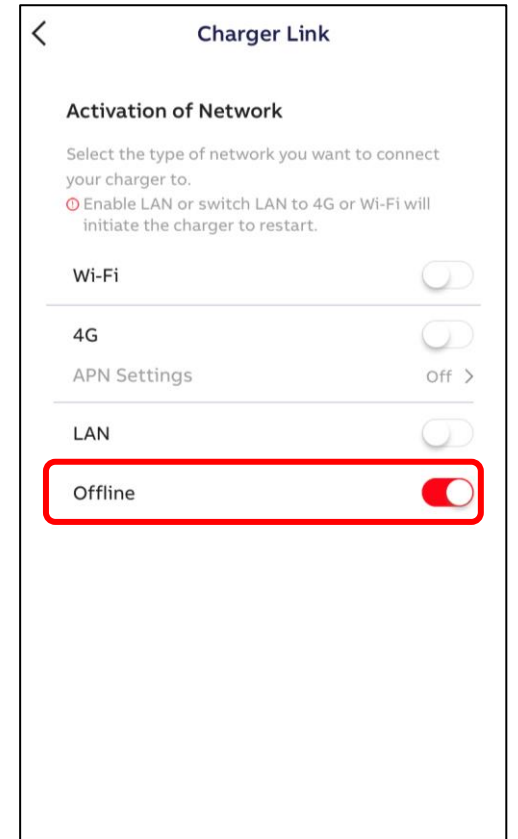 Charger Link
Activation of Network
Select the type of network you want to connect
your charger to.
Enable LAN or switch LAN to 4G or Wi-Fi will
initiate the charger to restart.
Wi-Fi
4G
APN Settings Off >
LAN
Offline